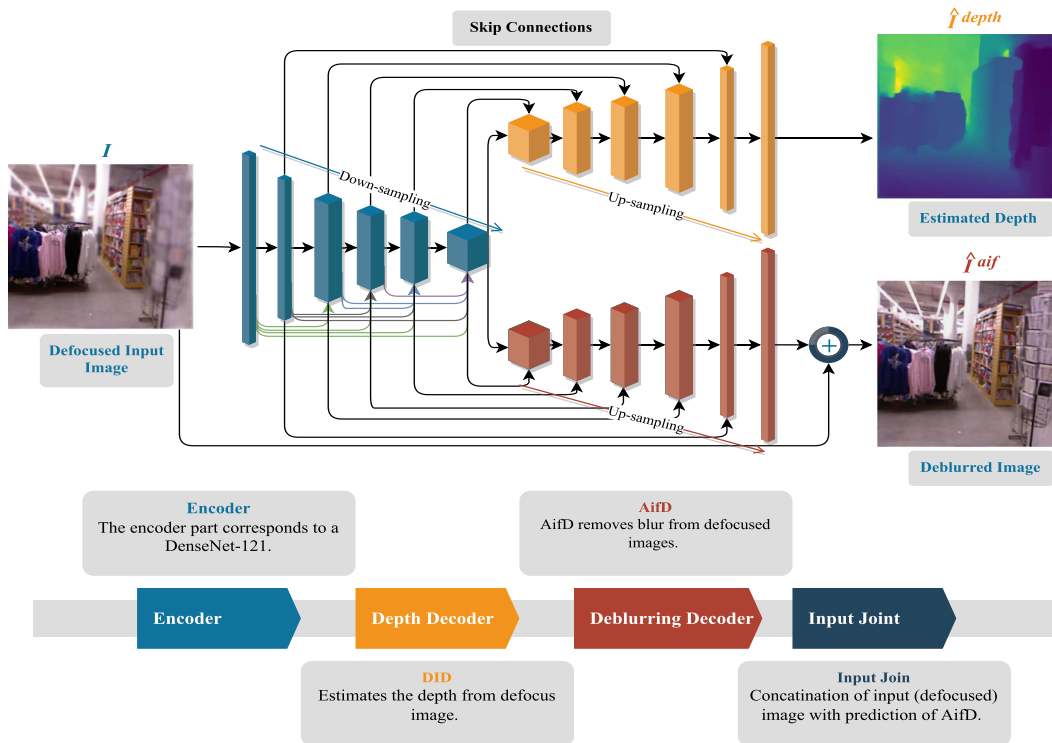 Skip Connections
Î depth
I
Down-sampling
Up-sampling
Estimated Depth
Î aif
Defocused Input
Image
+
Up-sampling
Deblurred Image
Encoder
The encoder part corresponds to a
DenseNet-121.
AifD
AifD removes blur from defocused
images.
Encoder
Depth Decoder
Deblurring Decoder
Input Joint
DID
Estimates the depth from defocus
image.
Input Join
Concatination of input (defocused)
image with prediction of AifD.